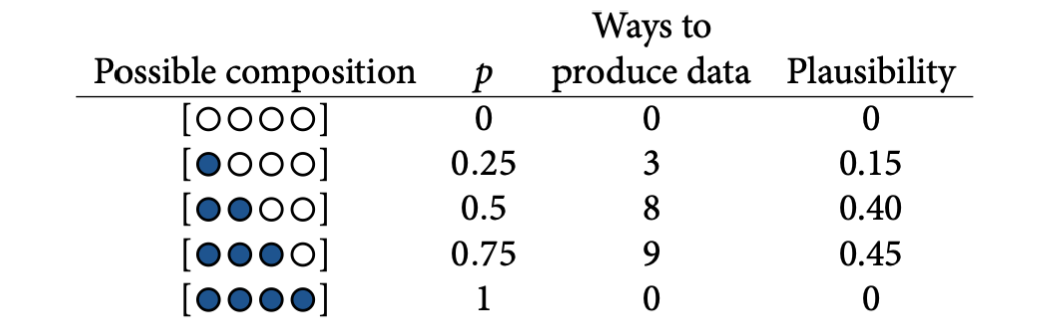 Ways to
Possible composition p produce data Plausibility
[○○○○] 0 0 0
[●○○○] 0.25 3 0.15
[●●○○] 0.5 8 0.40
[●●●○] 0.75 9 0.45
[●●●●] 1 0 0